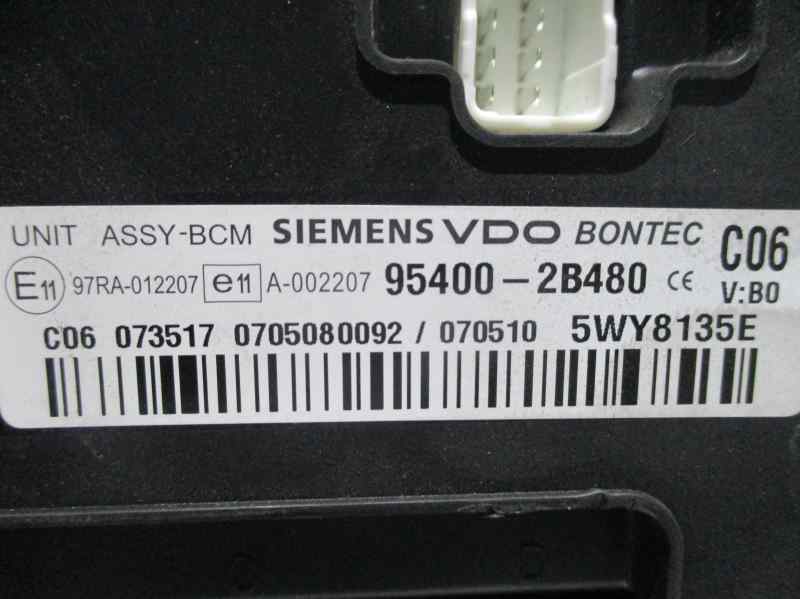 UNIT ASSY-BCM SIEMENS VDO BONTEC C06
E11 97RA-012207 e11 A-002207 95400-2B480 CE V:B0
C06 073517 0705080092 / 070510 5WY8135E